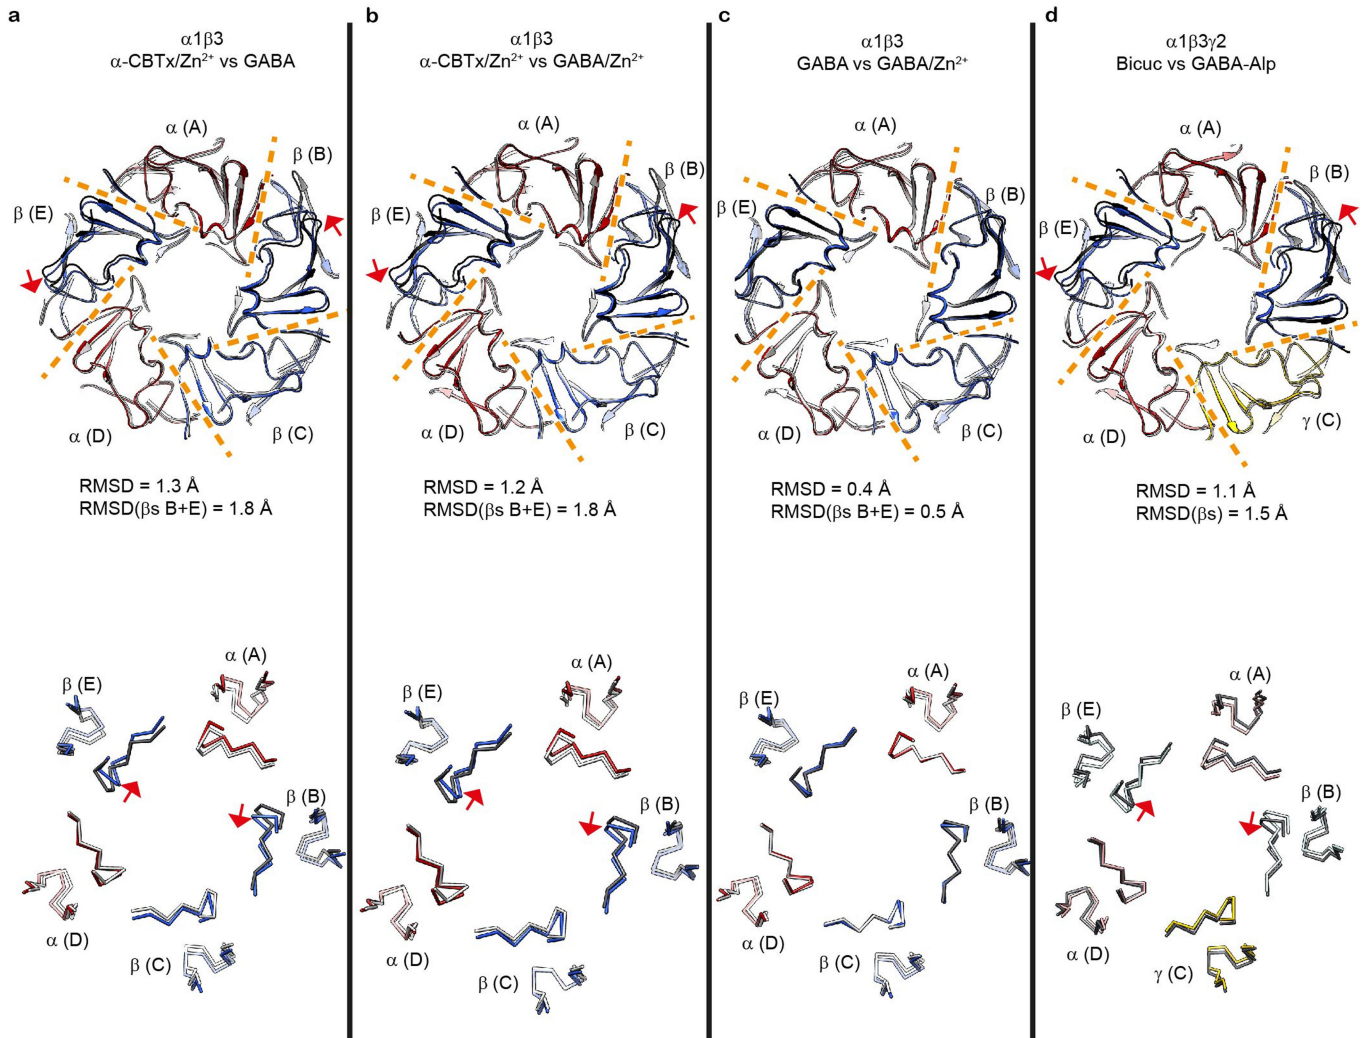 a
α1β3
α-CBTx/Zn²⁺ vs GABA
α (A)
β (B)
β (E)
α (D)
β (C)
RMSD = 1.3 Å
RMSD(βs B+E) = 1.8 Å
α (A)
β (E)
β (B)
α (D)
β (C)
b
α1β3
α-CBTx/Zn²⁺ vs GABA/Zn²⁺
α (A)
β (B)
β (E)
α (D)
β (C)
RMSD = 1.2 Å
RMSD(βs B+E) = 1.8 Å
α (A)
β (E)
β (B)
α (D)
β (C)
c
α1β3
GABA vs GABA/Zn²⁺
α (A)
β (B)
β (E)
α (D)
β (C)
RMSD = 0.4 Å
RMSD(βs B+E) = 0.5 Å
α (A)
β (E)
β (B)
α (D)
β (C)
d
α1β3γ2
Bicuc vs GABA-Alp
α (A)
β (B)
β (E)
α (D)
γ (C)
RMSD = 1.1 Å
RMSD(βs) = 1.5 Å
α (A)
β (E)
β (B)
α (D)
γ (C)